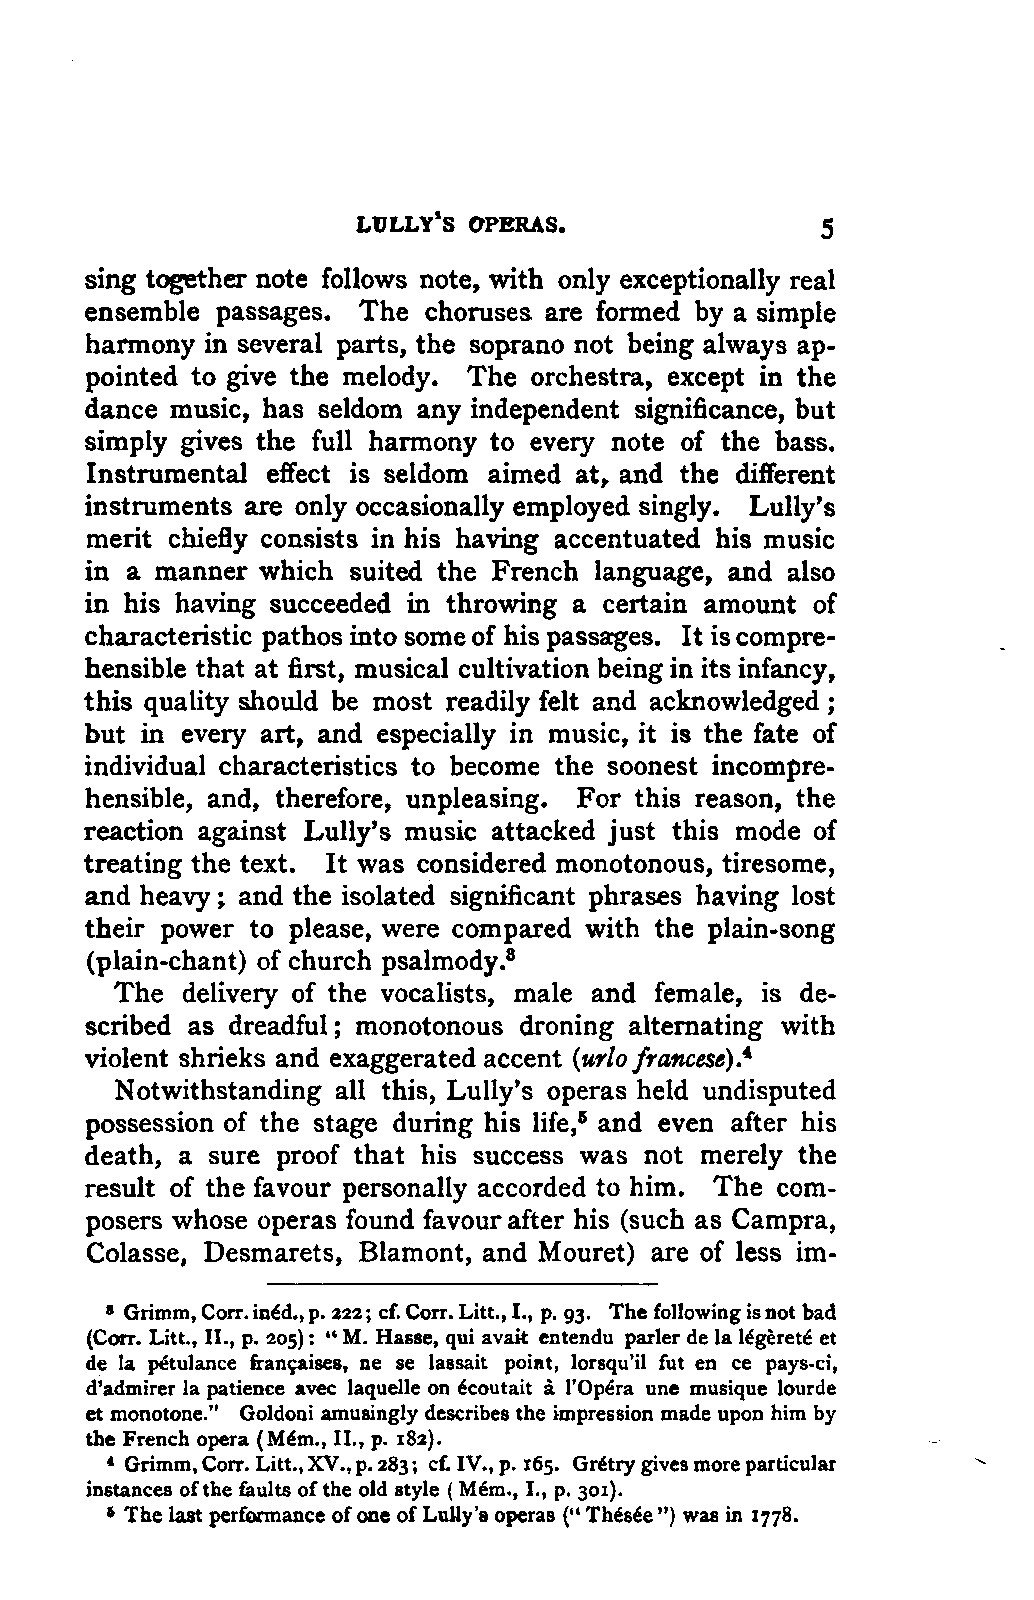 LULLY'S OPERAS. 5
sing together note follows note, with only exceptionally real
ensemble passages. The choruses are formed by a simple
harmony in several parts, the soprano not being always ap-
pointed to give the melody. The orchestra, except in the
dance music, has seldom any independent significance, but
simply gives the full harmony to every note of the bass.
Instrumental effect is seldom aimed at, and the different
instruments are only occasionally employed singly. Lully's
merit chiefly consists in his having accentuated his music
in a manner which suited the French language, and also
in his having succeeded in throwing a certain amount of
characteristic pathos into some of his passages. It is compre-
hensible that at first, musical cultivation being in its infancy,
this quality should be most readily felt and acknowledged;
but in every art, and especially in music, it is the fate of
individual characteristics to become the soonest incompre-
hensible, and, therefore, unpleasing. For this reason, the
reaction against Lully's music attacked just this mode of
treating the text. It was considered monotonous, tiresome,
and heavy; and the isolated significant phrases having lost
their power to please, were compared with the plain-song
(plain-chant) of church psalmody.³
The delivery of the vocalists, male and female, is de-
scribed as dreadful; monotonous droning alternating with
violent shrieks and exaggerated accent (urlo francese).⁴
Notwithstanding all this, Lully's operas held undisputed
possession of the stage during his life,⁵ and even after his
death, a sure proof that his success was not merely the
result of the favour personally accorded to him. The com-
posers whose operas found favour after his (such as Campra,
Colasse, Desmarets, Blamont, and Mouret) are of less im-
³ Grimm, Corr. inéd., p. 222; cf. Corr. Litt., I., p. 93. The following is not bad
(Corr. Litt., II., p. 205): "M. Hasse, qui avait entendu parler de la légèreté et
de la pétulance françaises, ne se lassait point, lorsqu'il fut en ce pays-ci,
d'admirer la patience avec laquelle on écoutait à l'Opéra une musique lourde
et monotone." Goldoni amusingly describes the impression made upon him by
the French opera (Mém., II., p. 182).
⁴ Grimm, Corr. Litt., XV., p. 283; cf. IV., p. 165. Grétry gives more particular
instances of the faults of the old style (Mém., I., p. 301).
⁵ The last performance of one of Lully's operas ("Thésée") was in 1778.